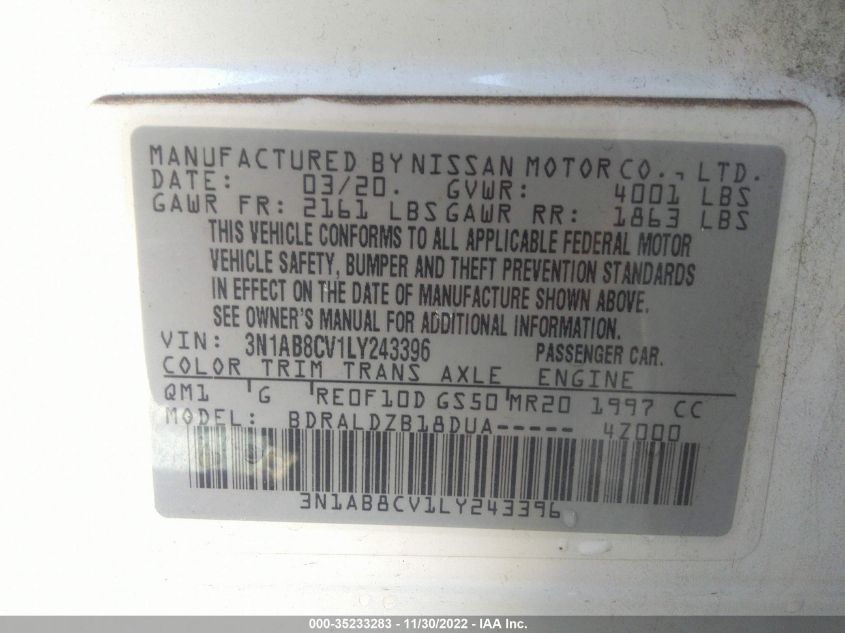 MANUFACTURED BY NISSAN MOTOR CO., LTD.
DATE: 03/20. GVWR: 4001 LBS
GAWR FR: 2161 LBS GAWR RR: 1863 LBS
THIS VEHICLE CONFORMS TO ALL APPLICABLE FEDERAL MOTOR
VEHICLE SAFETY, BUMPER AND THEFT PREVENTION STANDARDS
IN EFFECT ON THE DATE OF MANUFACTURE SHOWN ABOVE.
SEE OWNER'S MANUAL FOR ADDITIONAL INFORMATION.
VIN: 3N1AB8CV1LY243396 PASSENGER CAR.
COLOR TRIM TRANS AXLE ENGINE
QM1 G RE0F10D GS50 MR20 1997 CC
MODEL: BDRALDZB18DUA----- 4Z000
3N1AB8CV1LY243396
000-35233283 - 11/30/2022 - IAA Inc.